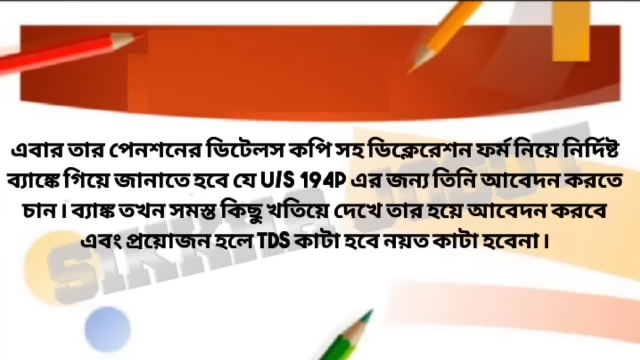 এবার তার পেনশনের ডিটেলস কপি সহ ডিক্লেরেশন ফর্ম নিয়ে নির্দিষ্ট
ব্যাঙ্কে গিয়ে জানাতে হবে যে U/S 194P এর জন্য তিনি আবেদন করতে
চান। ব্যাঙ্ক তখন সমস্ত কিছু খতিয়ে দেখে তার হয়ে আবেদন করবে
এবং প্রয়োজন হলে TDS কাটা হবে নয়ত কাটা হবেনা।